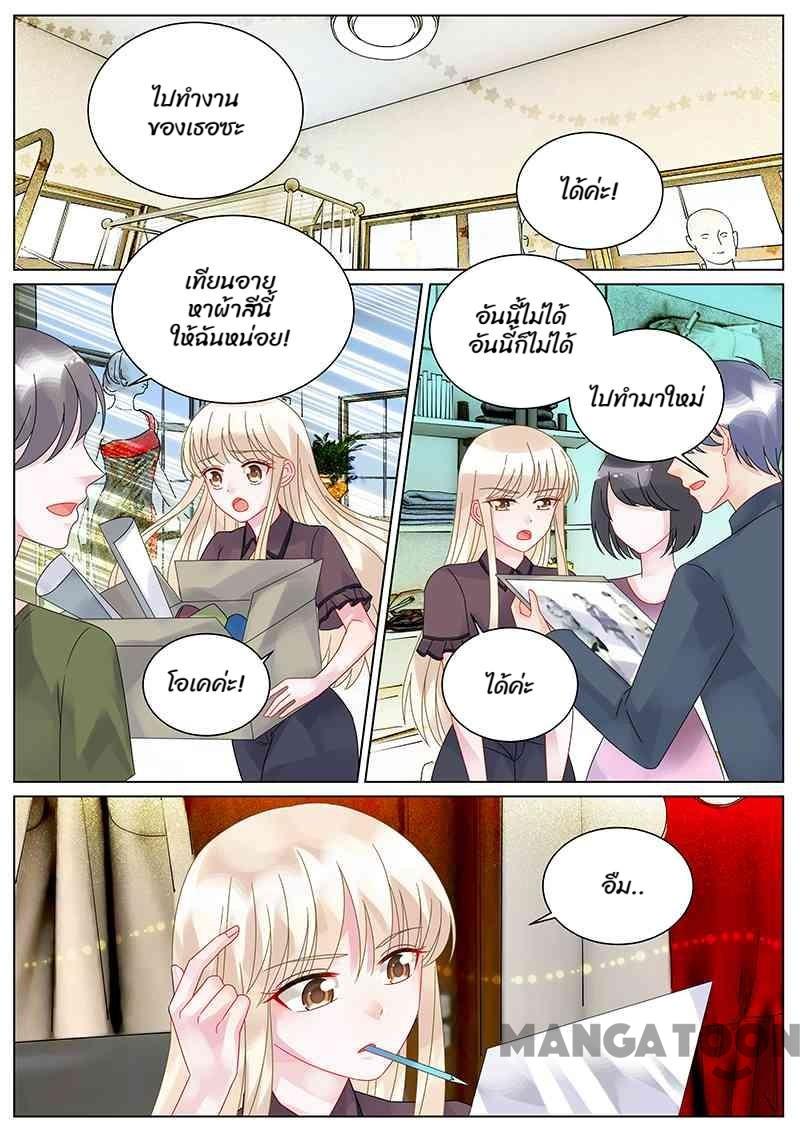 ไปทำงาน
ของเธอซะ
ได้ค่ะ!
เทียนอาย
หาผ้าสีนี้
ให้ฉันหน่อย!
โอเคค่ะ!
อันนี้ไม่ได้
อันนี้ก็ไม่ได้
ไปทำมาใหม่
ได้ค่ะ
อืม..
MANGATOON